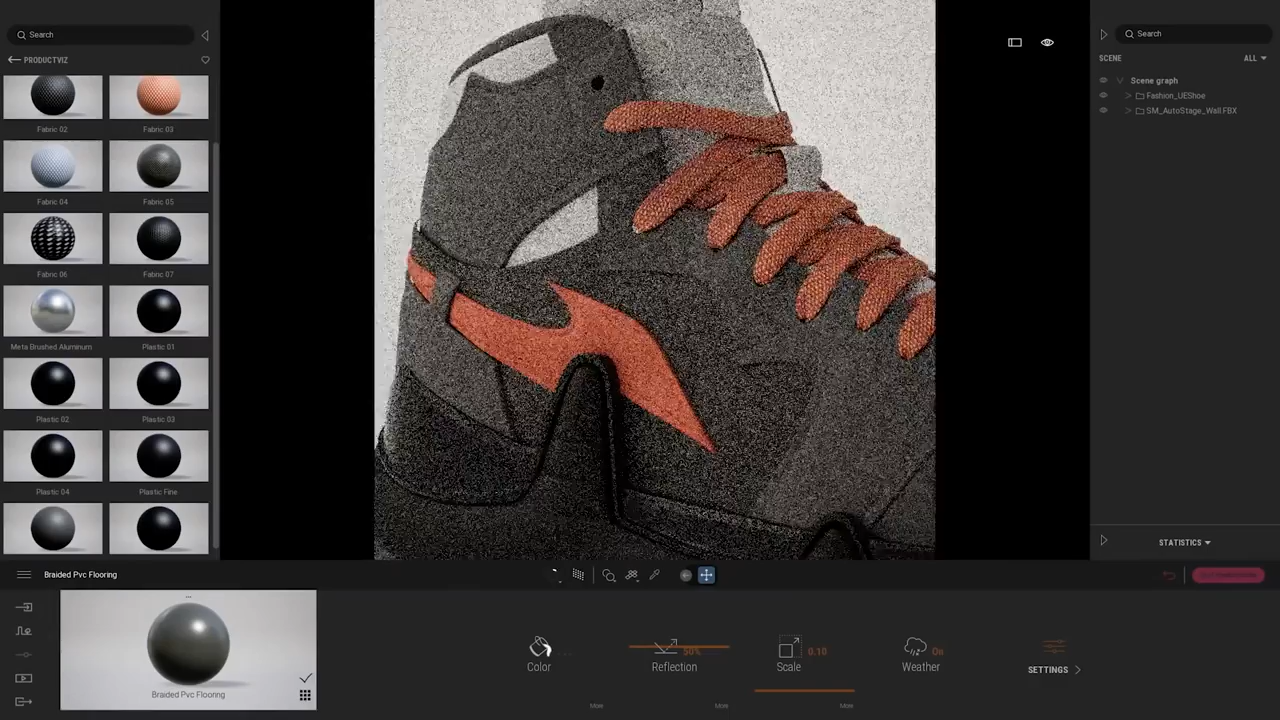 Search
PRODUCTVIZ
Fabric 02
Fabric 03
Fabric 04
Fabric 05
Fabric 06
Fabric 07
Meta Brushed Aluminum
Plastic 01
Plastic 02
Plastic 03
Plastic 04
Plastic Fine
Search
SCENE
ALL
Scene graph
Fashion_UEShoe
SM_AutoStage_Wall.FBX
STATISTICS
Braided Pvc Flooring
Braided Pvc Flooring
Color
50%
Reflection
0.10
Scale
On
Weather
SETTINGS
More
More
More